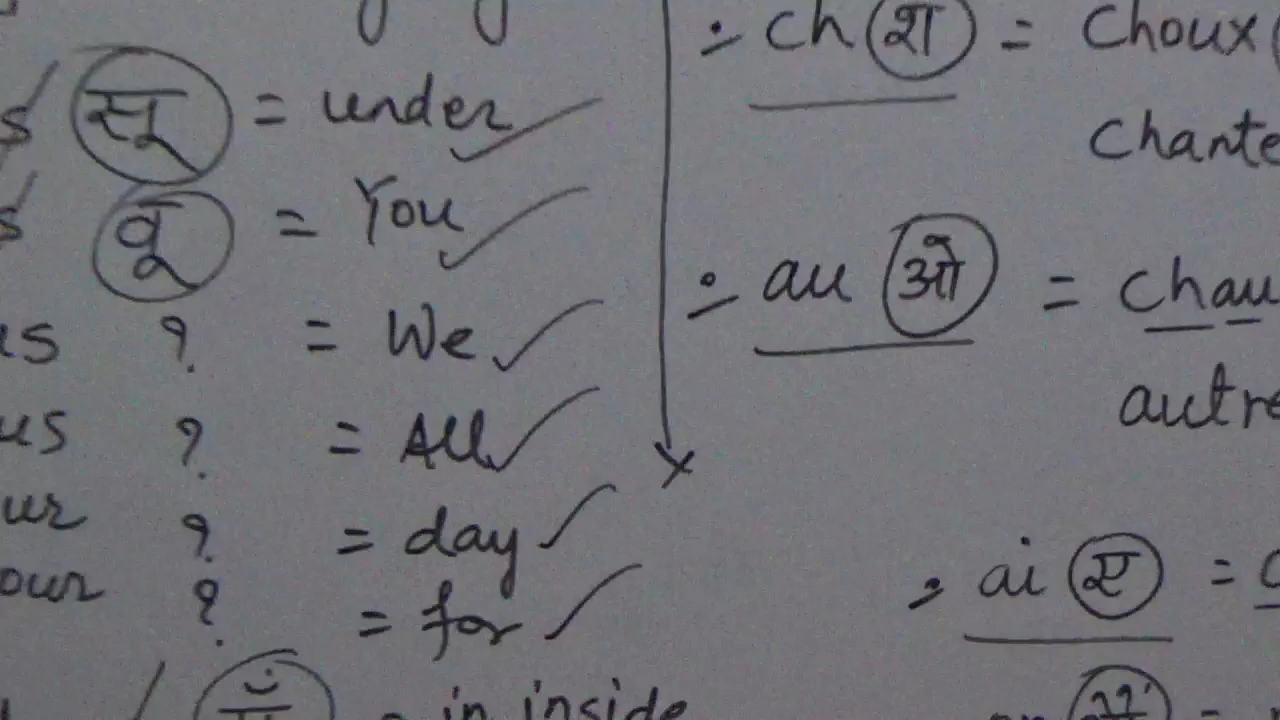 s सू = under
s वू = You
us ? = We
us ? = All
ur ? = day
our ? = for
= in inside
:- ch श = Choux
Chante
:- au ओ = Chau
autre
:- ai ए =